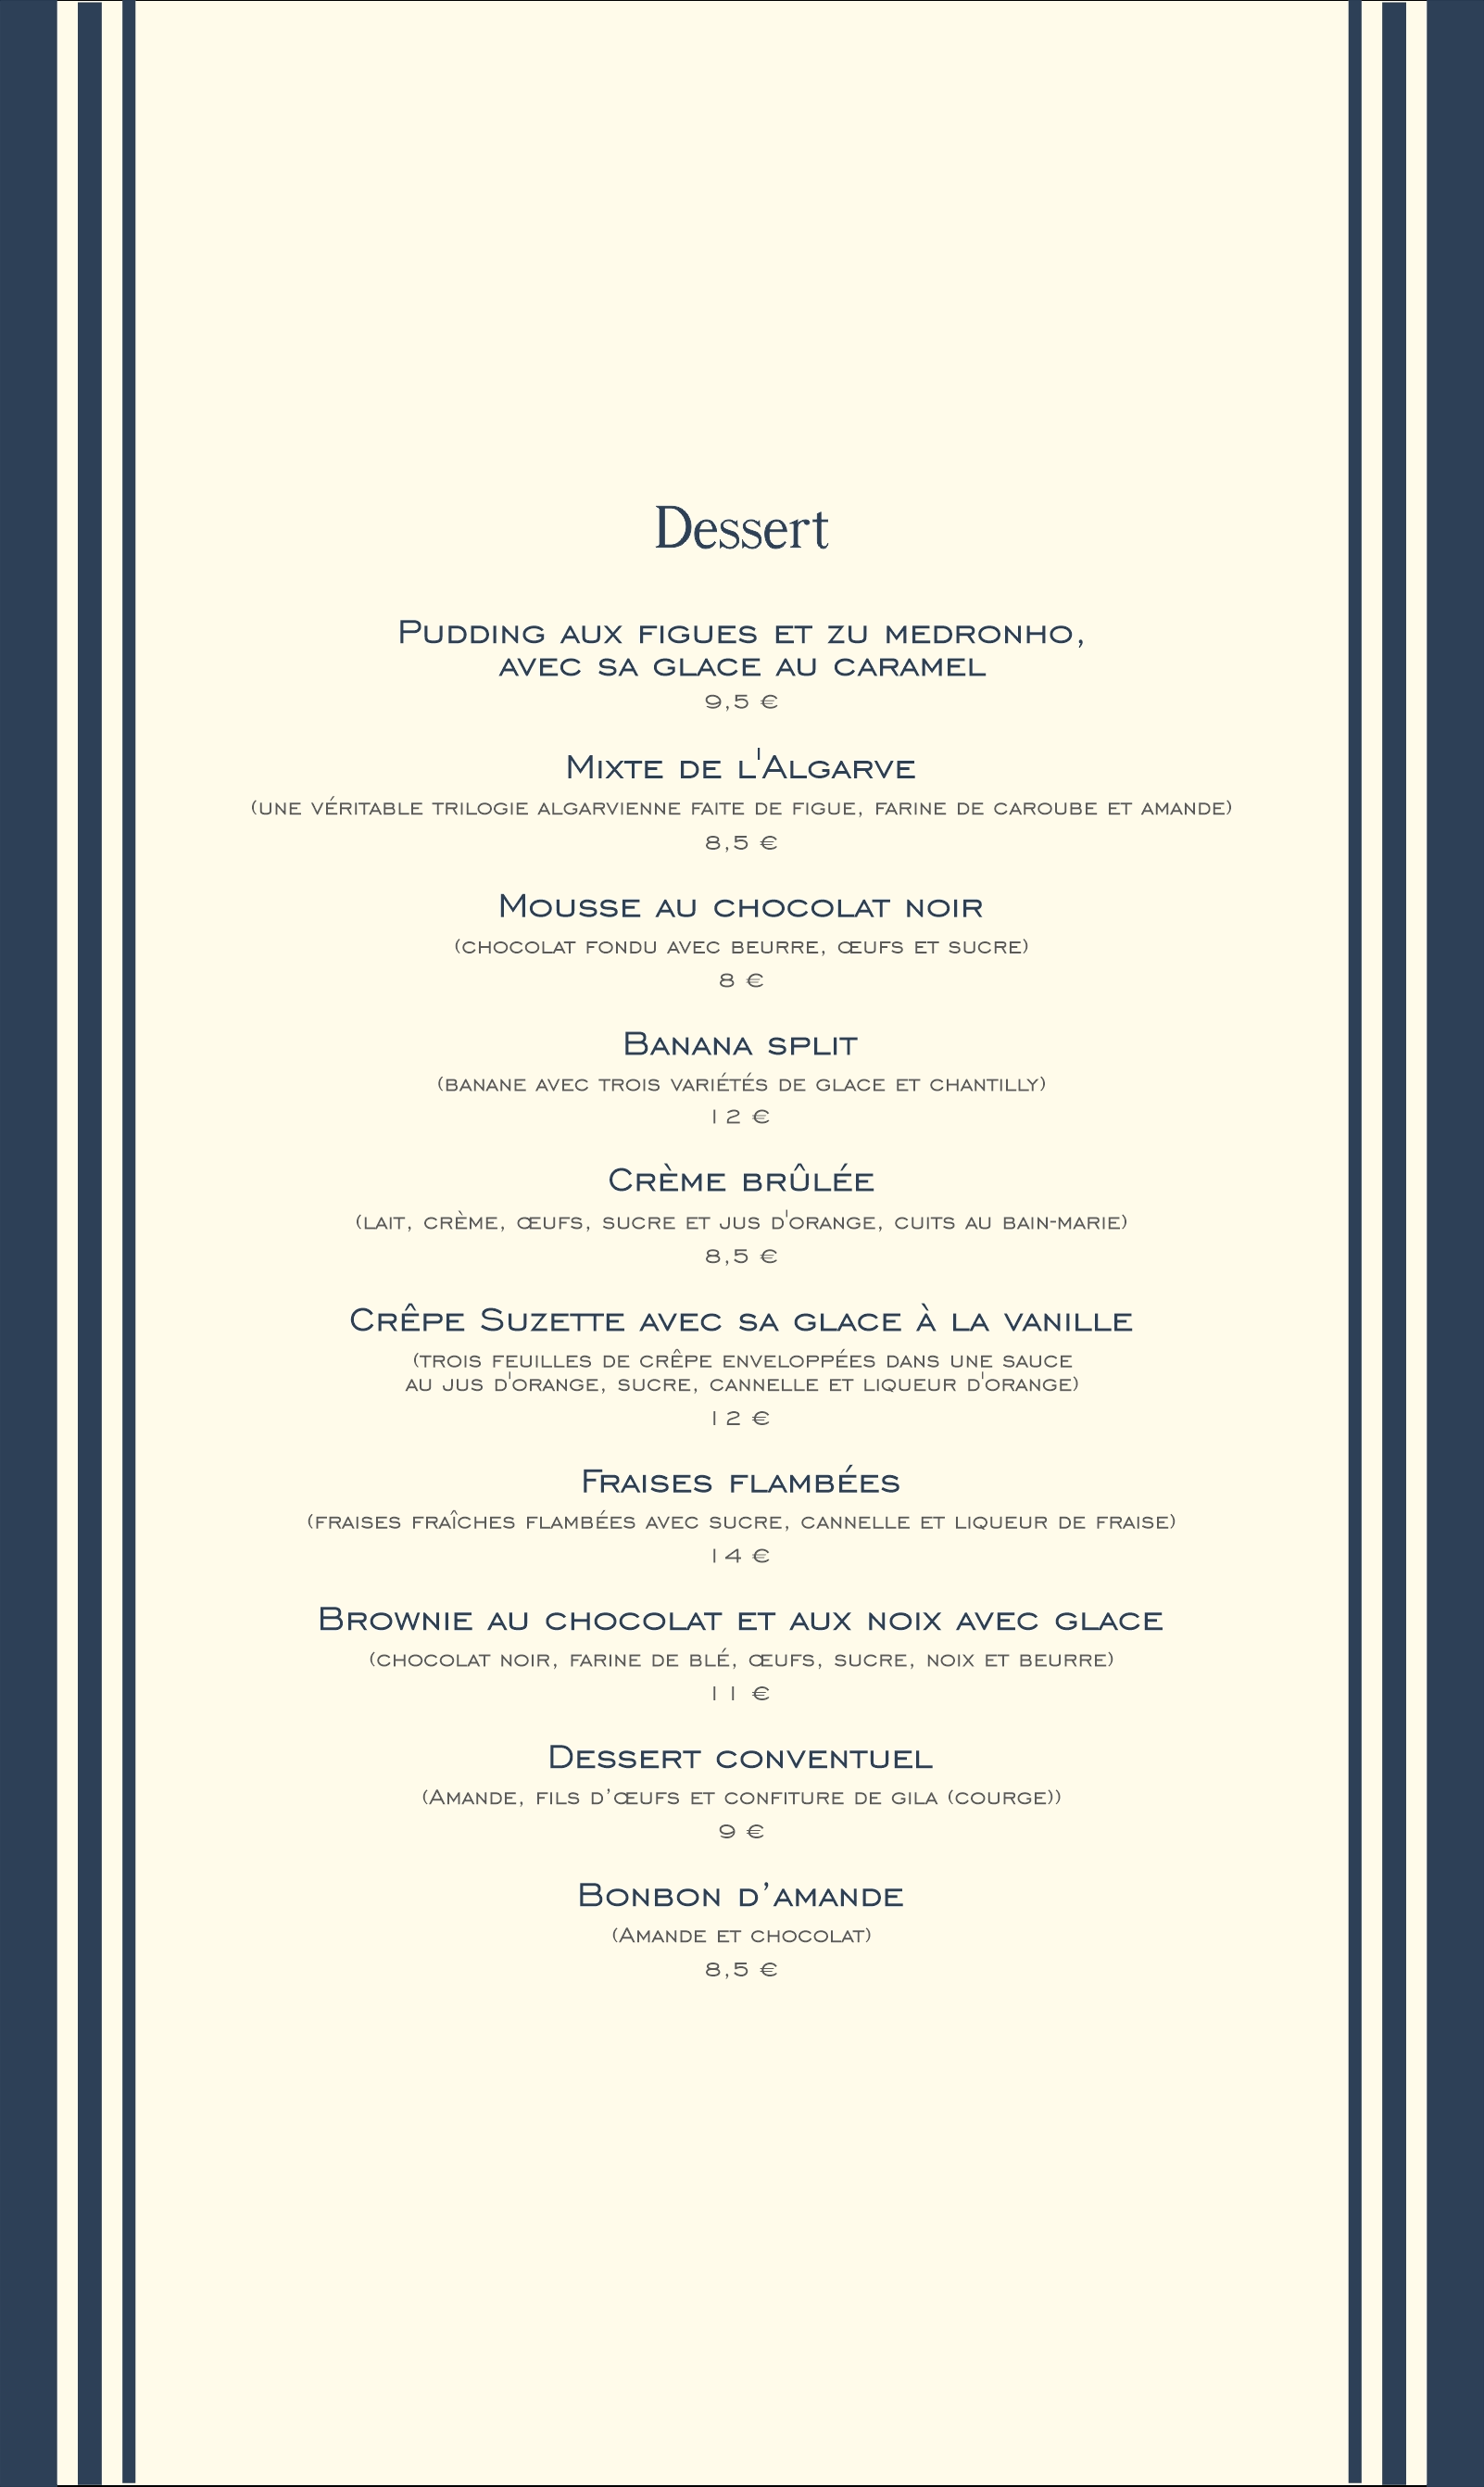 Dessert
Pudding aux figues et zu medronho,
avec sa glace au caramel
9,5 €
Mixte de l'Algarve
(une véritable trilogie algarvienne faite de figue, farine de caroube et amande)
8,5 €
Mousse au chocolat noir
(chocolat fondu avec beurre, œufs et sucre)
8 €
Banana split
(banane avec trois variétés de glace et chantilly)
12 €
Crème brûlée
(lait, crème, œufs, sucre et jus d'orange, cuits au bain-marie)
8,5 €
Crêpe Suzette avec sa glace à la vanille
(trois feuilles de crêpe enveloppées dans une sauce
au jus d'orange, sucre, cannelle et liqueur d'orange)
12 €
Fraises flambées
(fraises fraîches flambées avec sucre, cannelle et liqueur de fraise)
14 €
Brownie au chocolat et aux noix avec glace
(chocolat noir, farine de blé, œufs, sucre, noix et beurre)
11 €
Dessert conventuel
(Amande, fils d’œufs et confiture de gila (courge))
9 €
Bonbon d’amande
(Amande et chocolat)
8,5 €